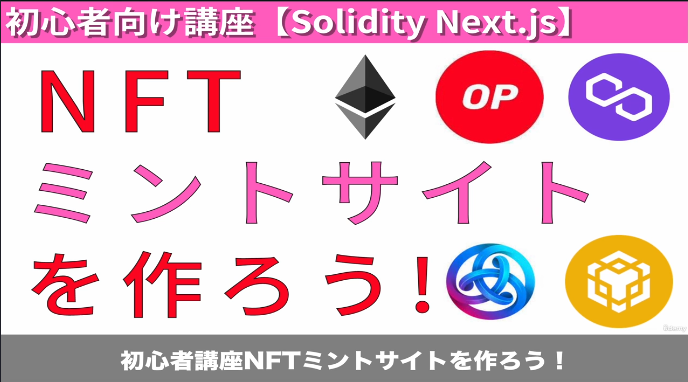 初心者向け講座【Solidity Next.js】
NFT
OP
ミントサイト
を作ろう!
Udemy
初心者講座NFTミントサイトを作ろう！